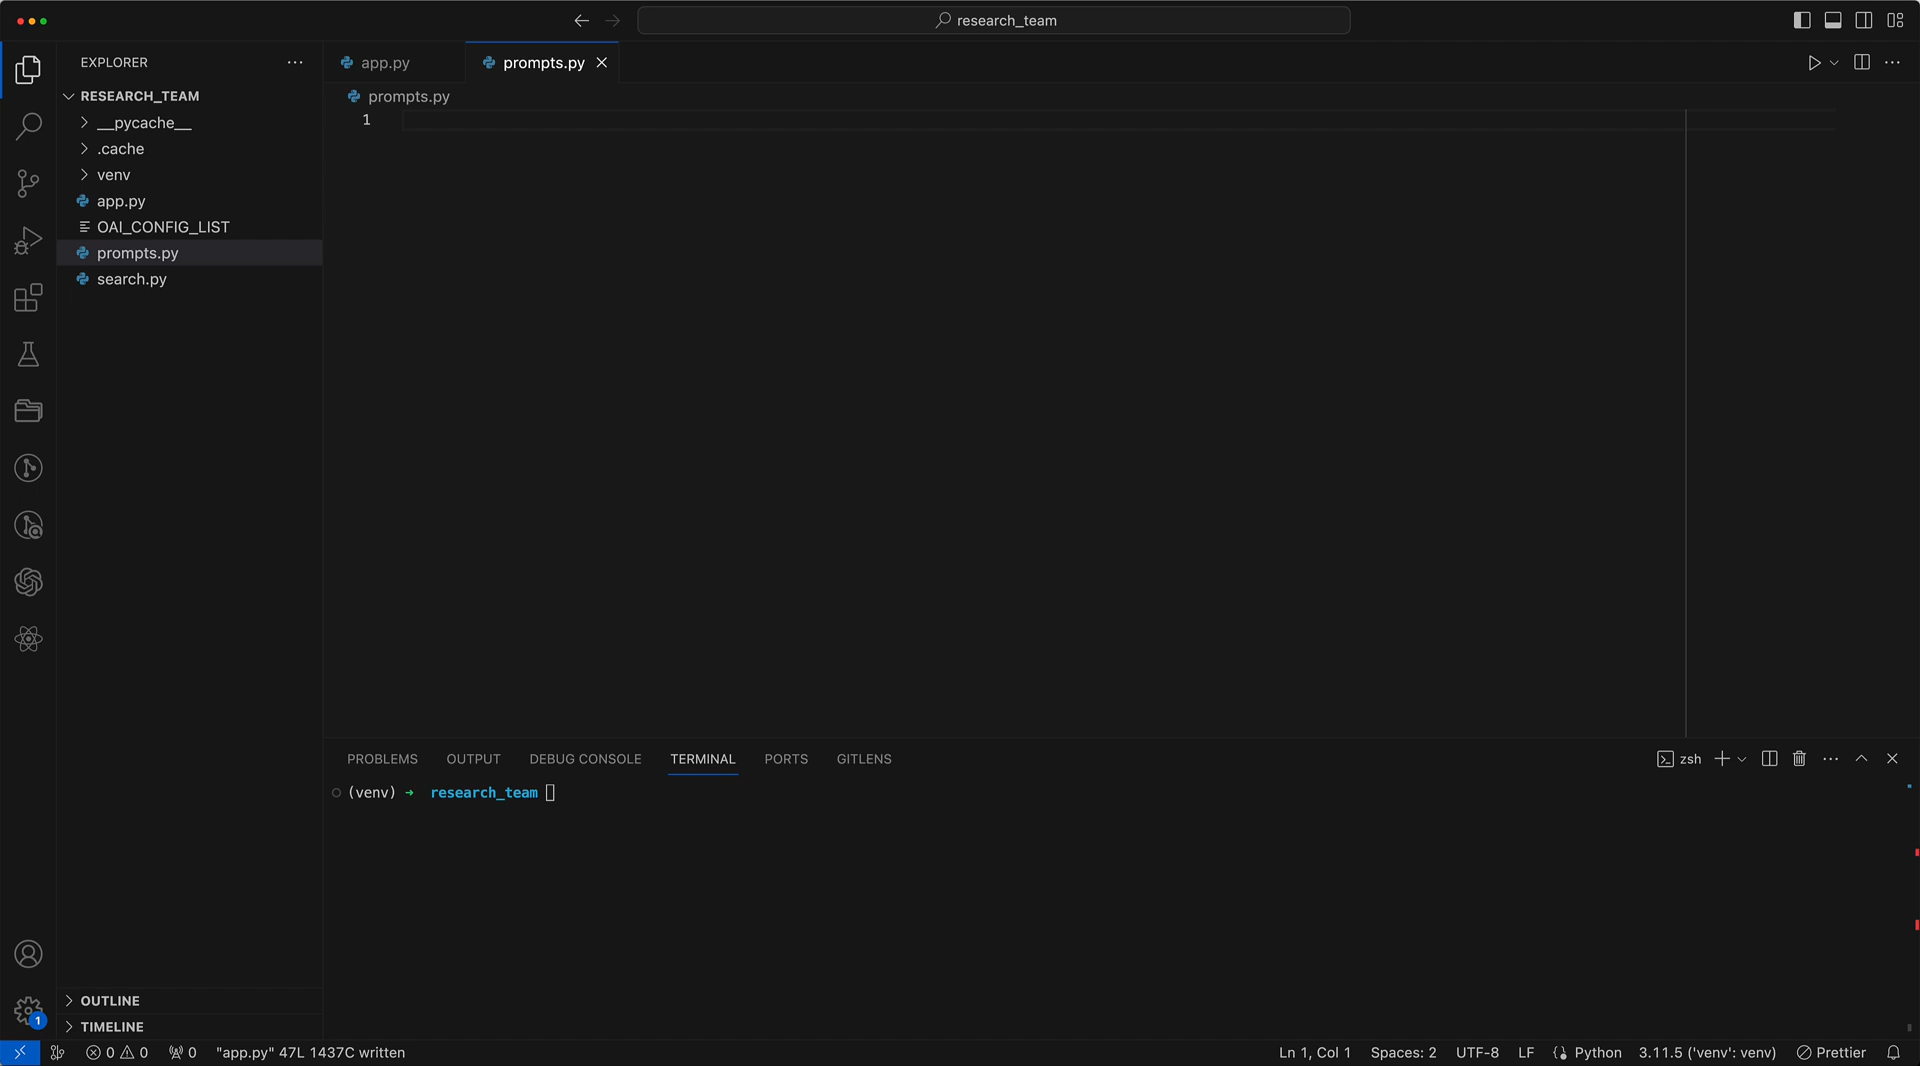 research_team
EXPLORER
RESEARCH_TEAM
__pycache__
.cache
venv
app.py
OAI_CONFIG_LIST
prompts.py
search.py
OUTLINE
TIMELINE
app.py
prompts.py
prompts.py
1
PROBLEMS OUTPUT DEBUG CONSOLE TERMINAL PORTS GITLENS
zsh
(venv) → research_team
1
0 0 0 "app.py" 47L 1437C written
Ln 1, Col 1 Spaces: 2 UTF-8 LF Python 3.11.5 ('venv': venv) Prettier